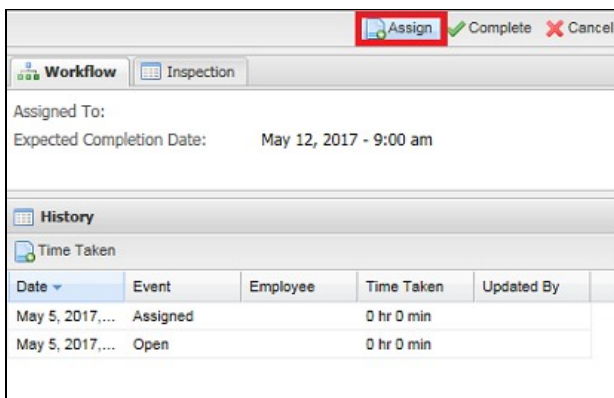 Assign Complete Cancel
Workflow Inspection
Assigned To:
Expected Completion Date: May 12, 2017 - 9:00 am
History
Time Taken
Date Event Employee Time Taken Updated By
May 5, 2017,... Assigned 0 hr 0 min
May 5, 2017,... Open 0 hr 0 min